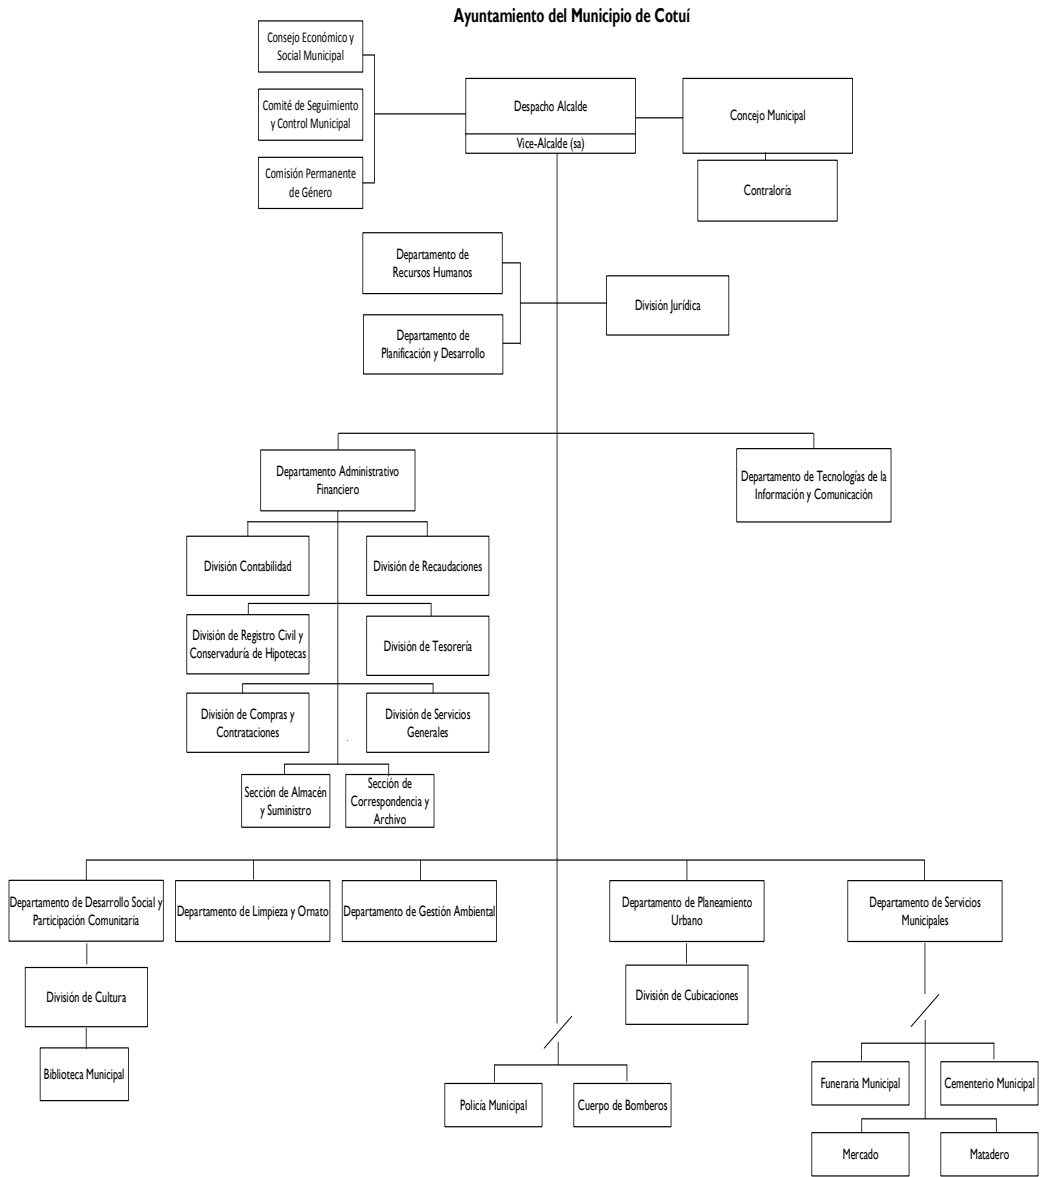 Ayuntamiento del Municipio de Cotuí
Consejo Económico y
Social Municipal
Comité de Seguimiento
y Control Municipal
Comisión Permanente
de Género
Despacho Alcalde
Vice-Alcalde (sa)
Concejo Municipal
Contraloría
Departamento de
Recursos Humanos
Departamento de
Planificación y Desarrollo
División Jurídica
Departamento Administrativo
Financiero
Departamento de Tecnologías de la
Información y Comunicación
División Contabilidad
División de Recaudaciones
División de Registro Civil y
Conservaduría de Hipotecas
División de Tesorería
División de Compras y
Contrataciones
División de Servicios
Generales
Sección de Almacén
y Suministro
Sección de
Correspondencia y
Archivo
Departamento de Desarrollo Social y
Participación Comunitaria
Departamento de Limpieza y Ornato
Departamento de Gestión Ambiental
Departamento de Planeamiento
Urbano
Departamento de Servicios
Municipales
División de Cultura
División de Cubicaciones
Biblioteca Municipal
Policía Municipal
Cuerpo de Bomberos
Funeraria Municipal
Cementerio Municipal
Mercado
Matadero